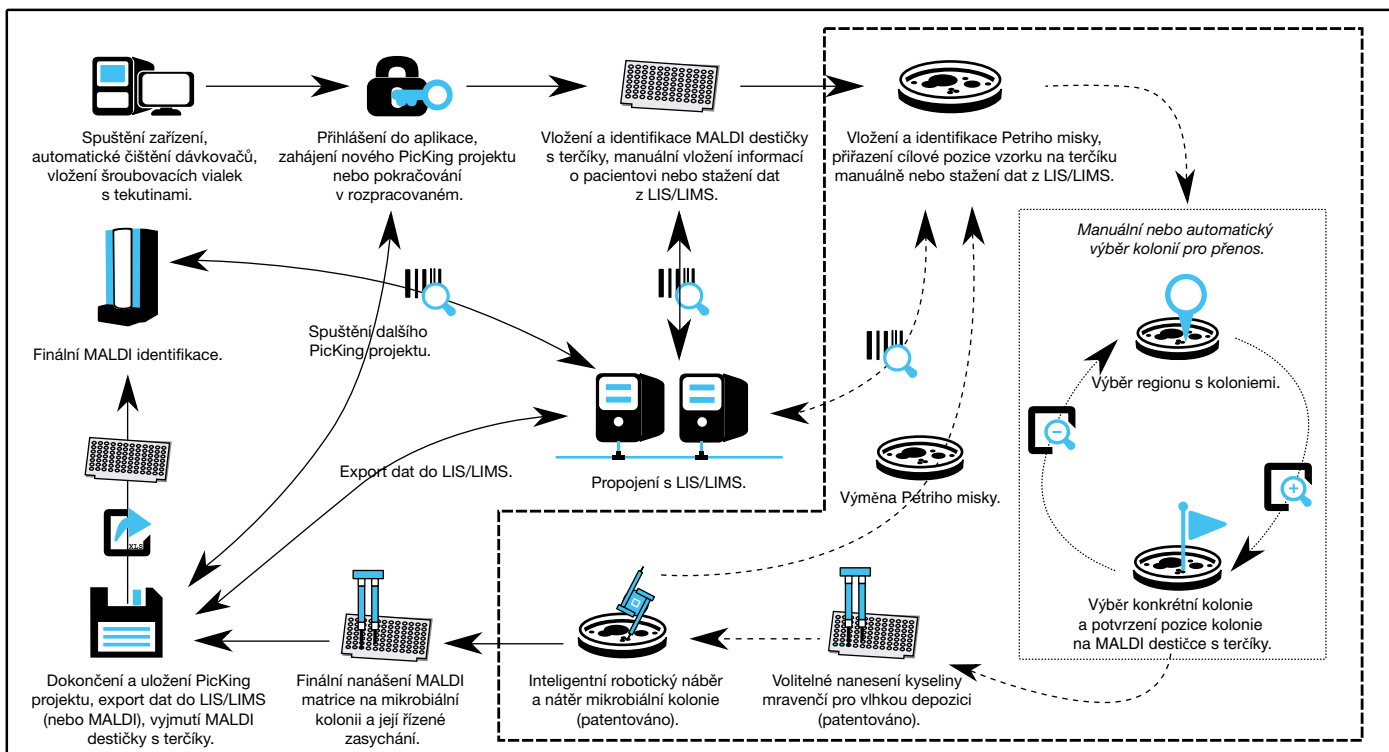 Spuštění zařízení,
automatické čištění dávkovačů,
vložení šroubovacích vialek
s tekutinami.
Přihlášení do aplikace,
zahájení nového PicKing projektu
nebo pokračování
v rozpracovaném.
Vložení a identifikace MALDI destičky
s terčíky, manuální vložení informací
o pacientovi nebo stažení dat
z LIS/LIMS.
Vložení a identifikace Petriho misky,
přiřazení cílové pozice vzorku na terčíku
manuálně nebo stažení dat z LIS/LIMS.
Manuální nebo automatický
výběr kolonií pro přenos.
Výběr regionu s koloniemi.
Výběr konkrétní kolonie
a potvrzení pozice kolonie
na MALDI destičce s terčíky.
Finální MALDI identifikace.
Spuštění dalšího
PicKing projektu.
Export dat do LIS/LIMS.
Propojení s LIS/LIMS.
Výměna Petriho misky.
XLS
Dokončení a uložení PicKing
projektu, export dat do LIS/LIMS
(nebo MALDI), vyjmutí MALDI
destičky s terčíky.
Finální nanášení MALDI
matrice na mikrobiální
kolonii a její řízené
zasychání.
Inteligentní robotický náběr
a nátěr mikrobiální kolonie
(patentováno).
Volitelné nanesení kyseliny
mravenčí pro vlhkou depozici
(patentováno).